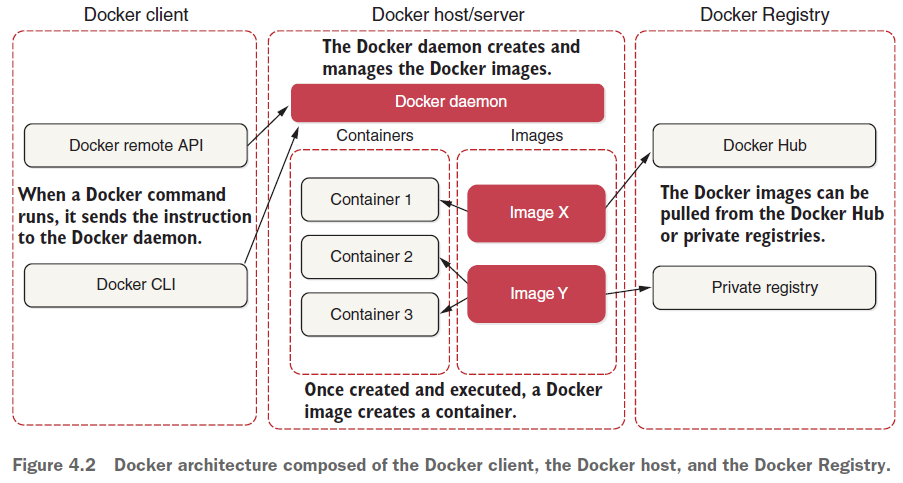 Docker client
Docker host/server
Docker Registry
The Docker daemon creates and
manages the Docker images.
Docker daemon
Docker remote API
When a Docker command
runs, it sends the instruction
to the Docker daemon.
Docker CLI
Containers
Images
Container 1
Container 2
Container 3
Image X
Image Y
Once created and executed, a Docker
image creates a container.
Docker Hub
The Docker images can be
pulled from the Docker Hub
or private registries.
Private registry
Figure 4.2 Docker architecture composed of the Docker client, the Docker host, and the Docker Registry.